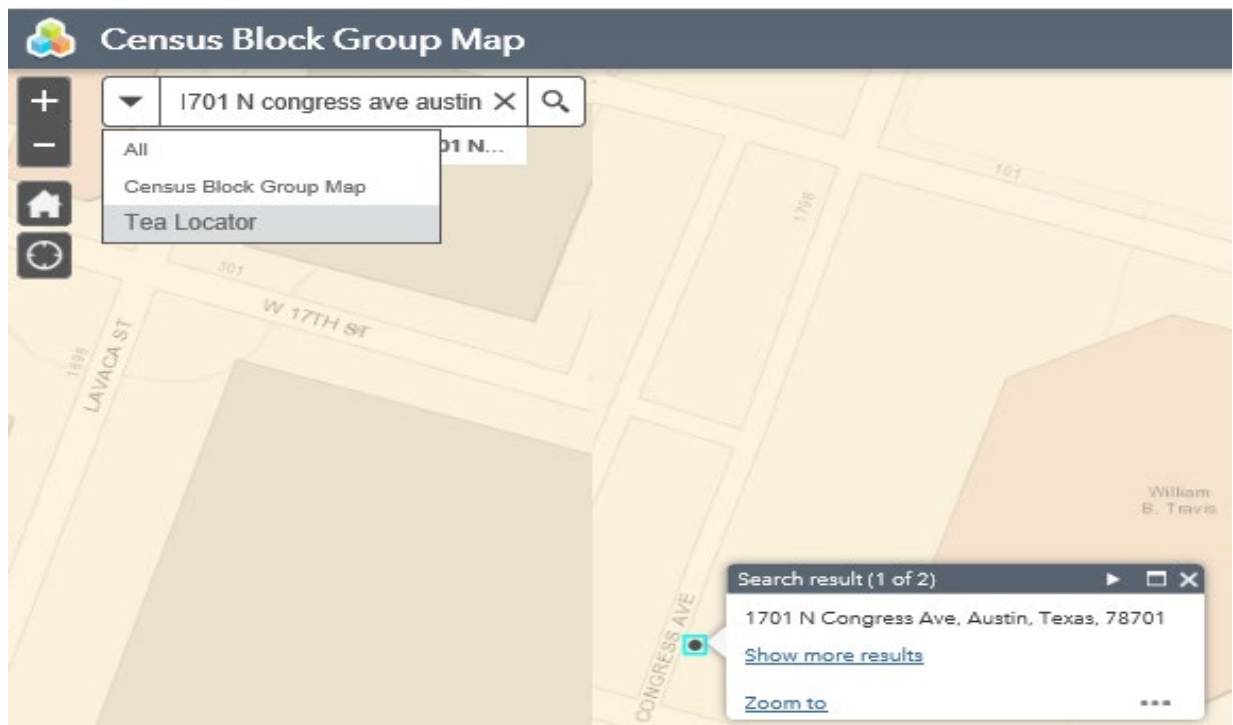 Census Block Group Map
1701 N congress ave austin
All
01 N...
Census Block Group Map
Tea Locator
101
1798
301
W 17TH ST
LAVACA ST
William
B. Travis
Search result (1 of 2)
1701 N Congress Ave, Austin, Texas, 78701
Show more results
CONGRESS AVE
Zoom to